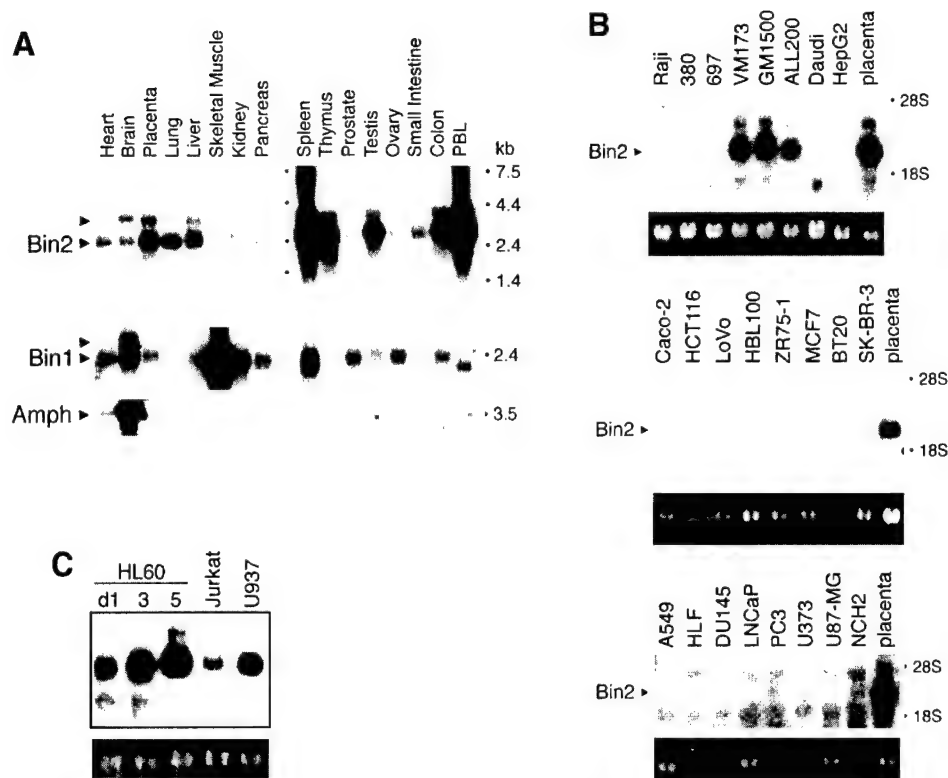 A
Heart
Brain
Placenta
Lung
Liver
Skeletal Muscle
Kidney
Pancreas
Spleen
Thymus
Prostate
Testis
Ovary
Small Intestine
Colon
PBL
kb
7.5
4.4
Bin2
2.4
1.4
Bin1
2.4
Amph
3.5
B
Raji
380
697
VM173
GM1500
ALL200
Daudi
HepG2
placenta
28S
Bin2
18S
Caco-2
HCT116
LoVo
HBL100
ZR75-1
MCF7
BT20
SK-BR-3
placenta
28S
Bin2
18S
A549
HLF
DU145
LNCaP
PC3
U373
U87-MG
NCH2
placenta
28S
Bin2
18S
C
HL60
d1 3 5
Jurkat
U937